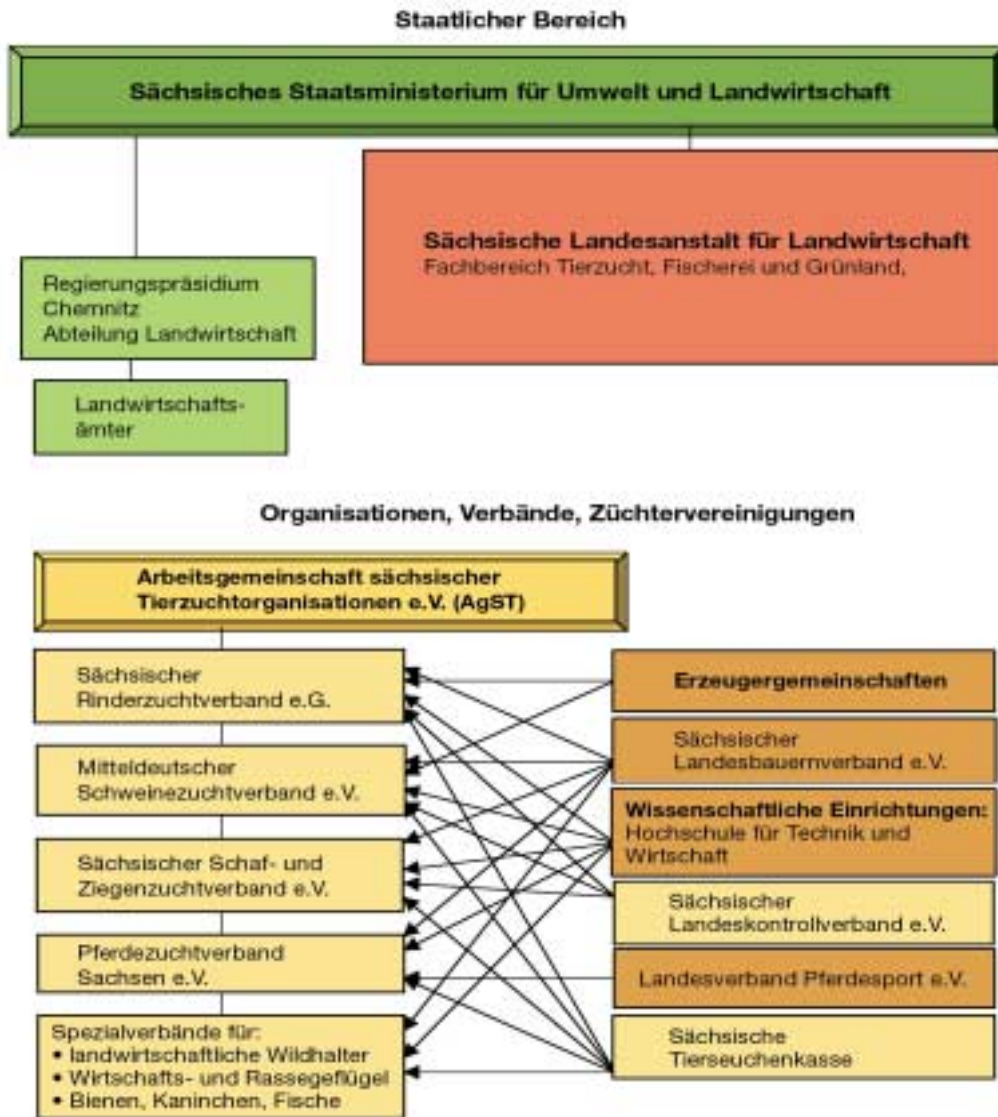 Staatlicher Bereich
Sächsisches Staatsministerium für Umwelt und Landwirtschaft
Sächsische Landesanstalt für Landwirtschaft
Fachbereich Tierzucht, Fischerei und Grünland,
Regierungspräsidium
Chemnitz
Abteilung Landwirtschaft
Landwirtschafts-
ämter
Organisationen, Verbände, Züchtervereinigungen
Arbeitsgemeinschaft sächsischer
Tierzuchtorganisationen e.V. (AgST)
Sächsischer
Rinderzuchtverband e.G.
Mitteldeutscher
Schweinezuchtverband e.V.
Sächsischer Schaf- und
Ziegenzuchtverband e.V.
Pferdezuchtverband
Sachsen e.V.
Spezialverbände für:
• landwirtschaftliche Wildhalter
• Wirtschafts- und Rassegeflügel
• Bienen, Kaninchen, Fische
Erzeugergemeinschaften
Sächsischer
Landesbauernverband e.V.
Wissenschaftliche Einrichtungen:
Hochschule für Technik und
Wirtschaft
Sächsischer
Landeskontrollverband e.V.
Landesverband Pferdesport e.V.
Sächsische
Tierseuchenkasse